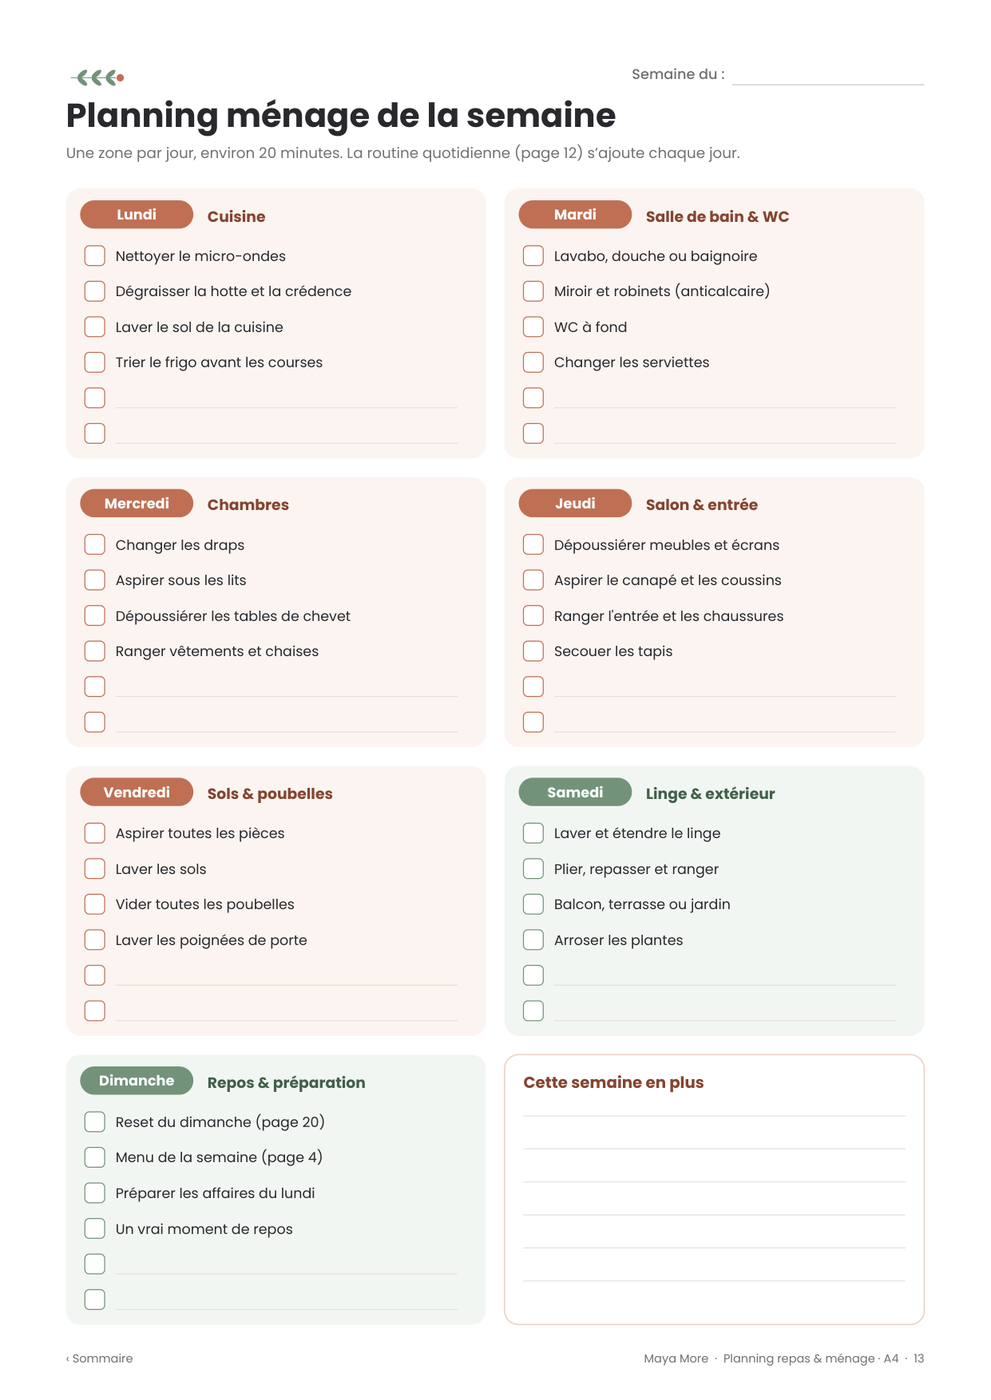 Semaine du :
Planning ménage de la semaine
Une zone par jour, environ 20 minutes. La routine quotidienne (page 12) s’ajoute chaque jour.
Lundi Cuisine
Nettoyer le micro-ondes
Dégraisser la hotte et la crédence
Laver le sol de la cuisine
Trier le frigo avant les courses
Mardi Salle de bain & WC
Lavabo, douche ou baignoire
Miroir et robinets (anticalcaire)
WC à fond
Changer les serviettes
Mercredi Chambres
Changer les draps
Aspirer sous les lits
Dépoussiérer les tables de chevet
Ranger vêtements et chaises
Jeudi Salon & entrée
Dépoussiérer meubles et écrans
Aspirer le canapé et les coussins
Ranger l'entrée et les chaussures
Secouer les tapis
Vendredi Sols & poubelles
Aspirer toutes les pièces
Laver les sols
Vider toutes les poubelles
Laver les poignées de porte
Samedi Linge & extérieur
Laver et étendre le linge
Plier, repasser et ranger
Balcon, terrasse ou jardin
Arroser les plantes
Dimanche Repos & préparation
Reset du dimanche (page 20)
Menu de la semaine (page 4)
Préparer les affaires du lundi
Un vrai moment de repos
Cette semaine en plus
‹ Sommaire
Maya More · Planning repas & ménage · A4 · 13